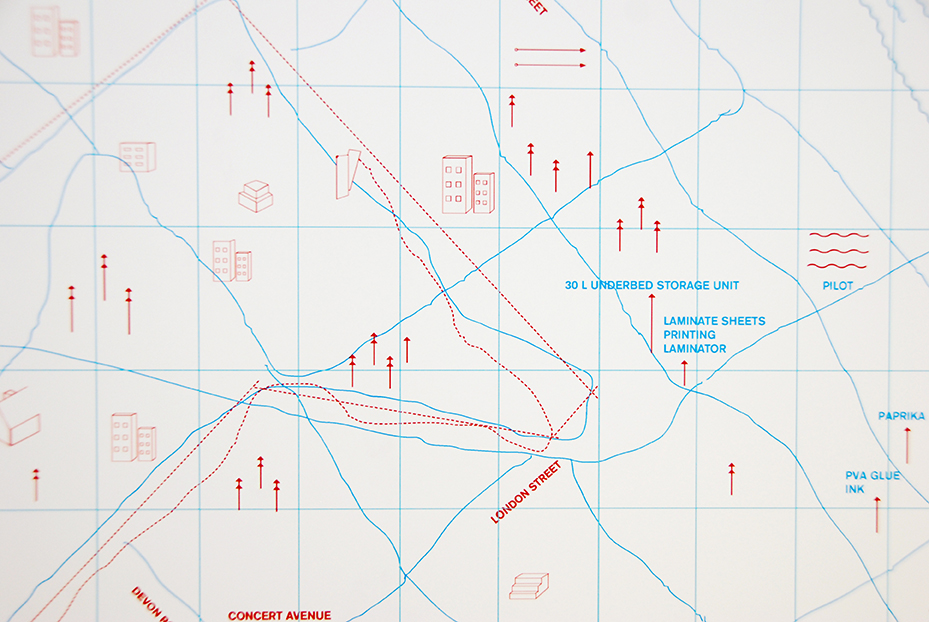 EET
30 L UNDERBED STORAGE UNIT
PILOT
LAMINATE SHEETS
PRINTING
LAMINATOR
PAPRIKA
PVA GLUE
INK
LONDON STREET
DEVON
CONCERT AVENUE